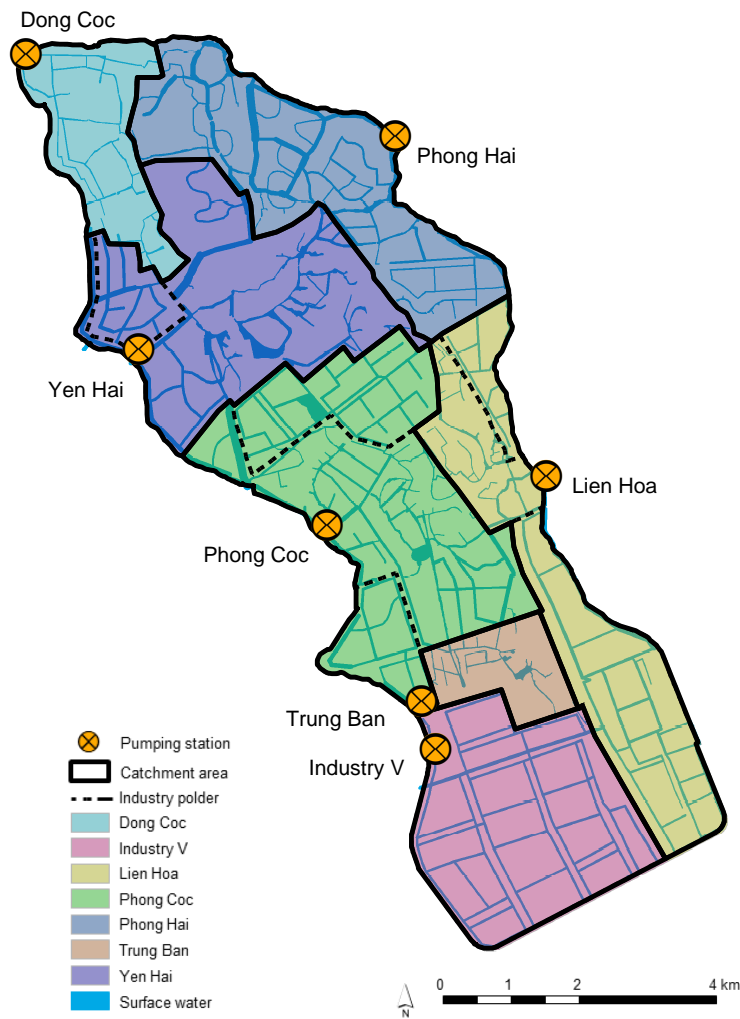 Dong Coc
Phong Hai
Yen Hai
Lien Hoa
Phong Coc
Trung Ban
Industry V
Pumping station
Catchment area
Industry polder
Dong Coc
Industry V
Lien Hoa
Phong Coc
Phong Hai
Trung Ban
Yen Hai
Surface water
N
0 1 2 4 km